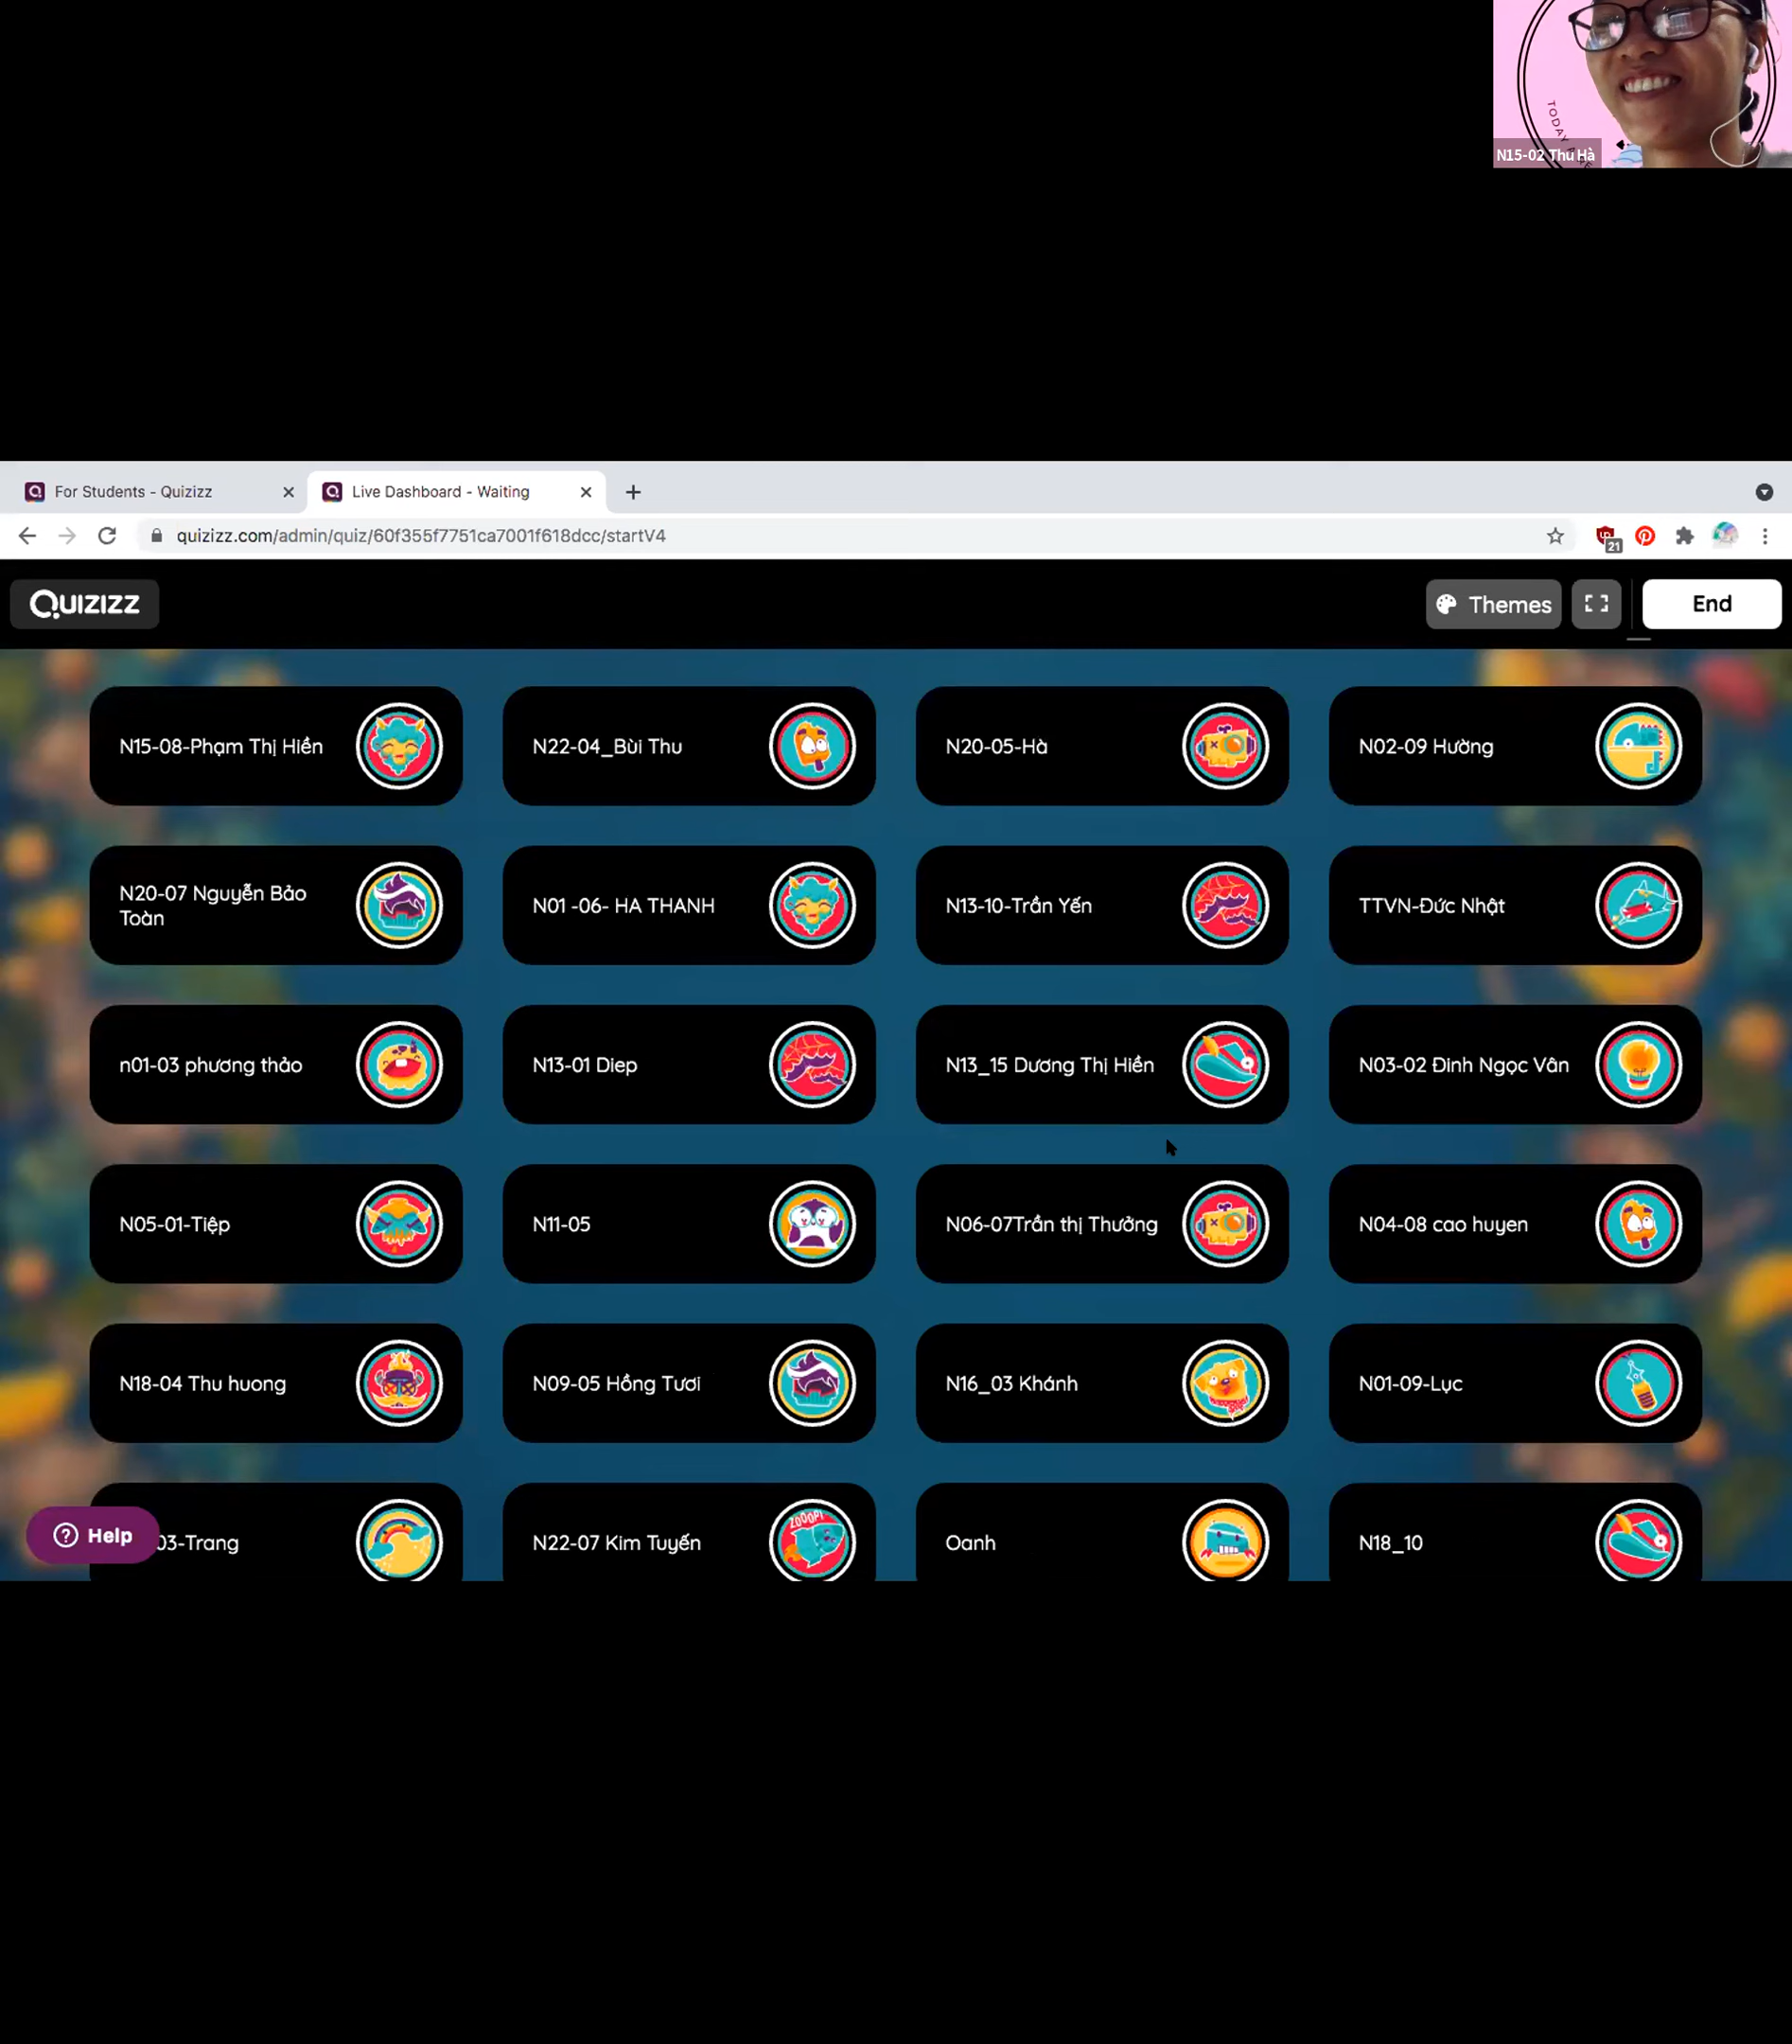 TODAY
N15-02 Thu Hà
For Students - Quizizz
Live Dashboard - Waiting
quizizz.com/admin/quiz/60f355f7751ca7001f618dcc/startV4
21
QUIZIZZ
Themes
End
N15-08-Phạm Thị Hiền
N22-04_Bùi Thu
N20-05-Hà
N02-09 Hường
N20-07 Nguyễn Bảo
Toàn
N01 -06- HA THANH
N13-10-Trần Yến
TTVN-Đức Nhật
n01-03 phương thảo
N13-01 Diep
N13_15 Dương Thị Hiền
N03-02 Đinh Ngọc Vân
N05-01-Tiệp
N11-05
N06-07Trần thị Thưởng
N04-08 cao huyen
N18-04 Thu huong
N09-05 Hồng Tươi
N16_03 Khánh
N01-09-Lục
Help
03-Trang
N22-07 Kim Tuyến
ZOOOP!
Oanh
N18_10